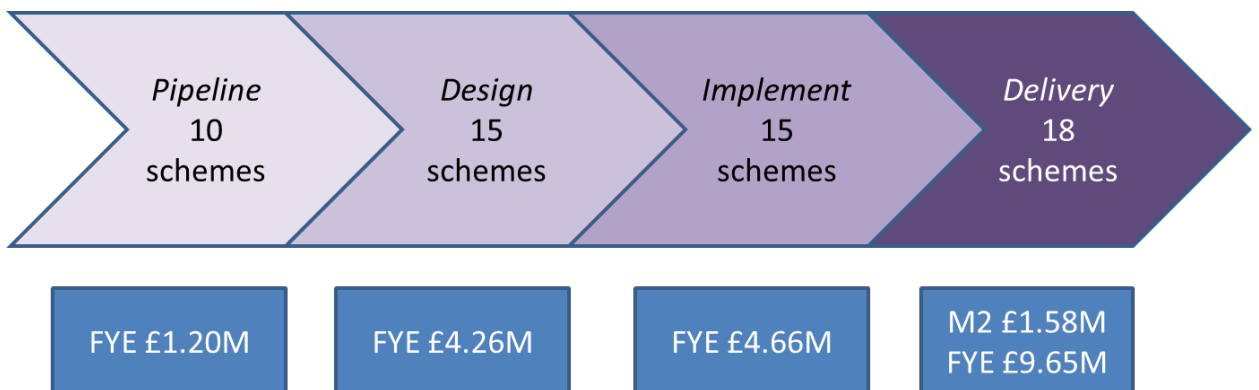 Pipeline
10
schemes
Design
15
schemes
Implement
15
schemes
Delivery
18
schemes
FYE £1.20M
FYE £4.26M
FYE £4.66M
M2 £1.58M
FYE £9.65M